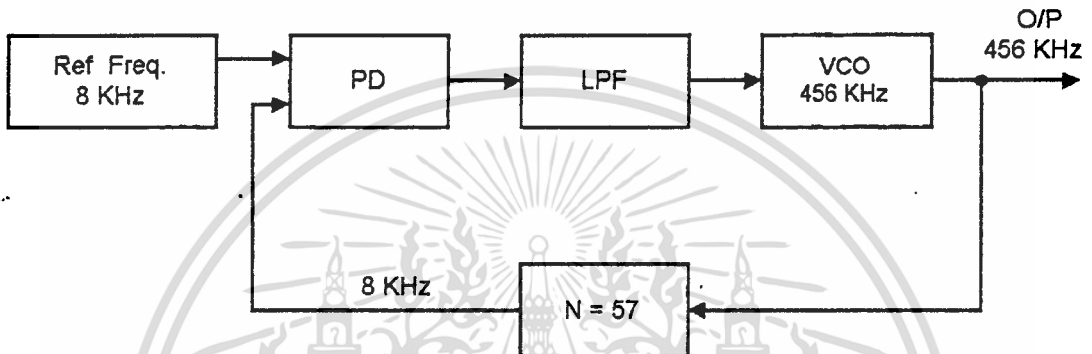 O/P
456 KHz
Ref Freq.
8 KHz
PD
LPF
VCO
456 KHz
8 KHz
N = 57